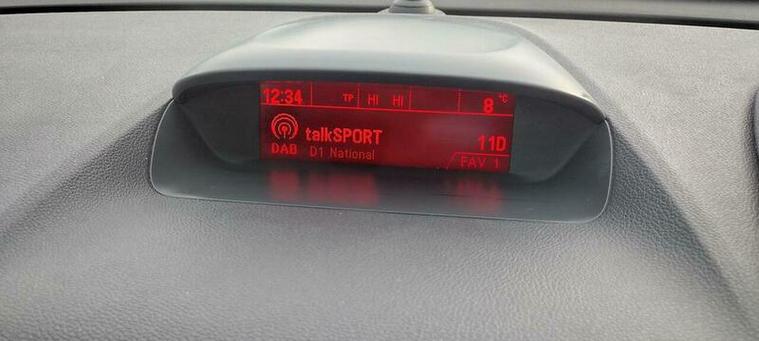 12:34 TP HI HI 8 °C
talkSPORT 11D
DAB D1 National
FAV 1